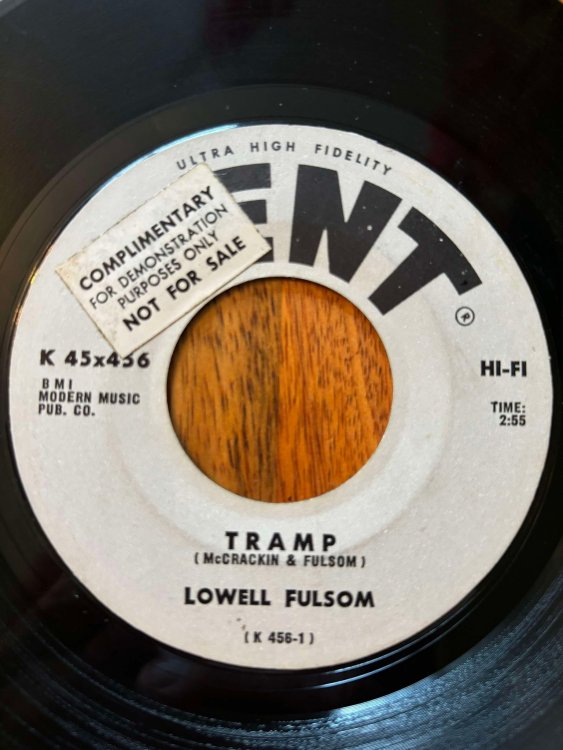 ULTRA HIGH FIDELITY
ENT
®
COMPLIMENTARY
FOR DEMONSTRATION
PURPOSES ONLY
NOT FOR SALE
K 45x456
BMI
MODERN MUSIC
PUB. CO.
HI-FI
TIME:
2:55
TRAMP
( McCRACKIN & FULSOM )
LOWELL FULSOM
( K 456-1 )